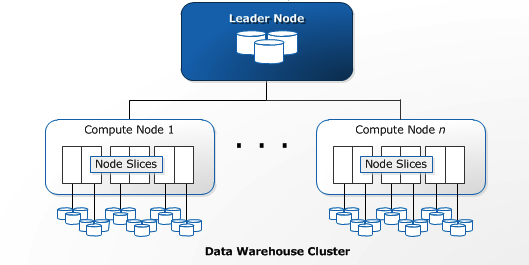 Leader Node
Compute Node 1
Compute Node n
Node Slices
Node Slices
Data Warehouse Cluster